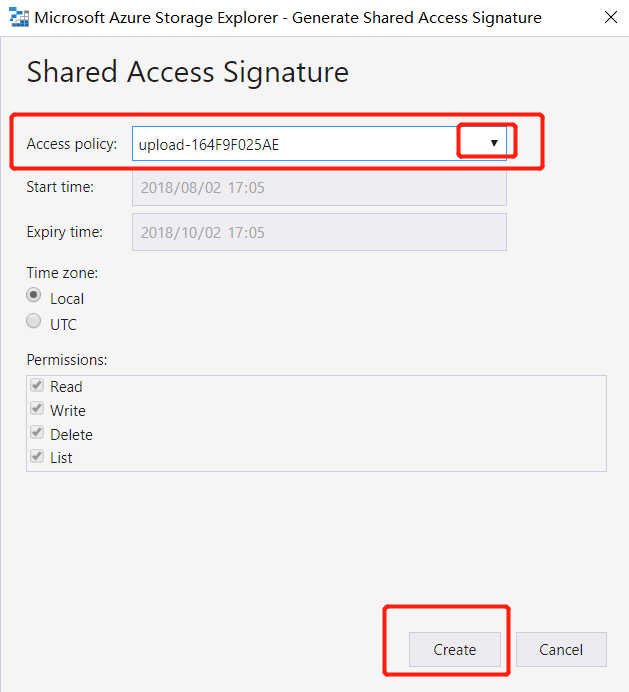 Microsoft Azure Storage Explorer - Generate Shared Access Signature
Shared Access Signature
Access policy: upload-164F9F025AE
Start time: 2018/08/02 17:05
Expiry time: 2018/10/02 17:05
Time zone:
Local
UTC
Permissions:
Read
Write
Delete
List
Create Cancel